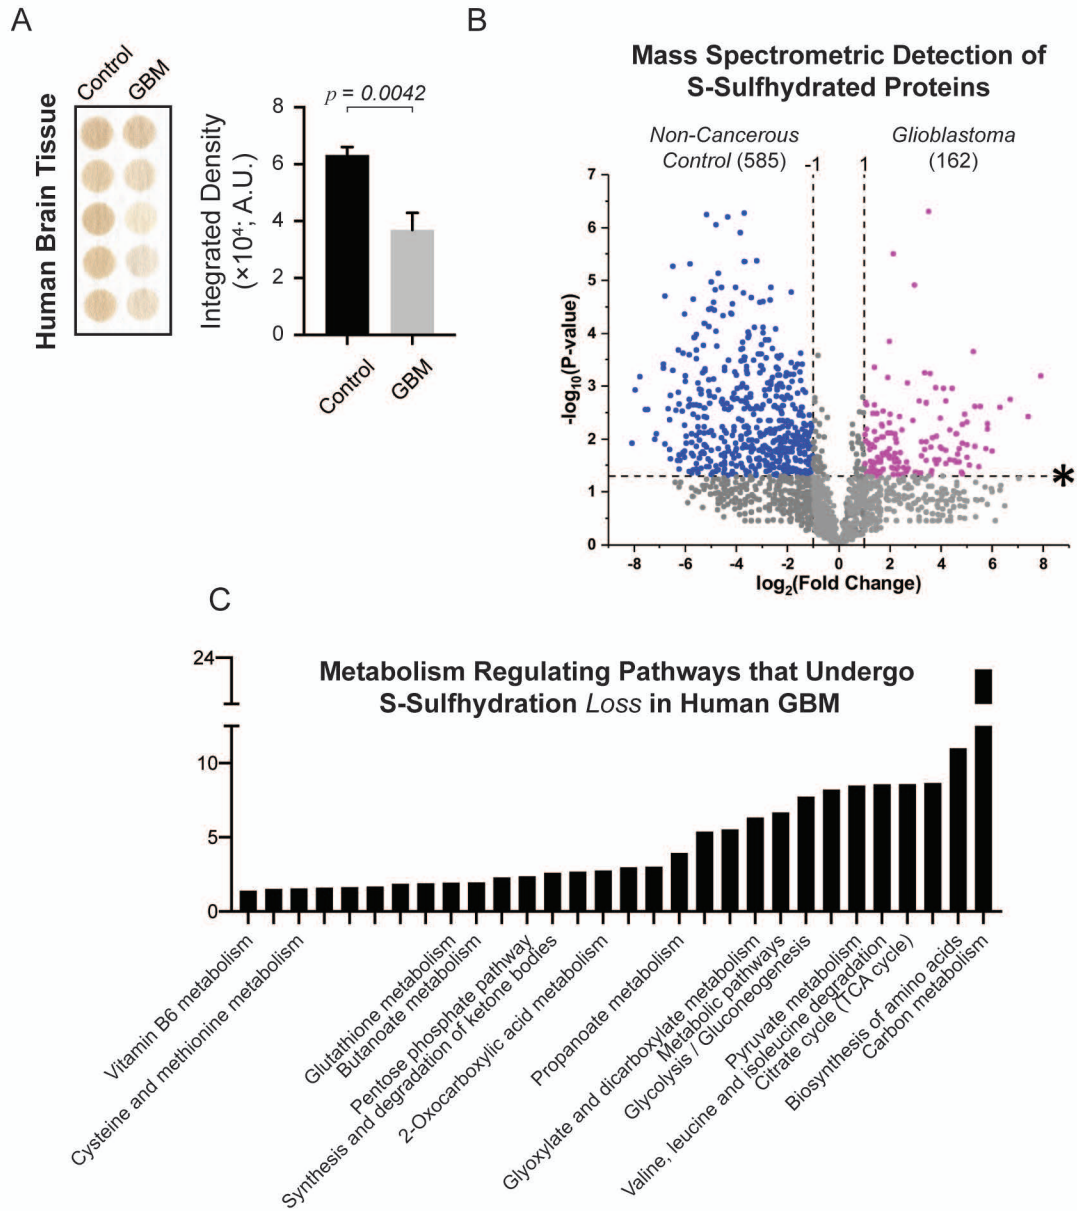 A
Control
GBM
Human Brain Tissue
Integrated Density
(×10⁴; A.U.)
p = 0.0042
8
6
4
2
0
Control
GBM
B
Mass Spectrometric Detection of
S-Sulfhydrated Proteins
Non-Cancerous
Control (585)
Glioblastoma
(162)
-1
1
-log₁₀(P-value)
7
6
5
4
3
2
1
0
*
-8
-6
-4
-2
0
2
4
6
8
log₂(Fold Change)
C
Metabolism Regulating Pathways that Undergo
S-Sulfhydration Loss in Human GBM
24
10
5
0
Vitamin B6 metabolism
Cysteine and methionine metabolism
Glutathione metabolism
Butanoate metabolism
Pentose phosphate pathway
Synthesis and degradation of ketone bodies
2-Oxocarboxylic acid metabolism
Propanoate metabolism
Glyoxylate and dicarboxylate metabolism
Metabolic pathways
Glycolysis / Gluconeogenesis
Pyruvate metabolism
Valine, leucine and isoleucine degradation
Citrate cycle (TCA cycle)
Biosynthesis of amino acids
Carbon metabolism